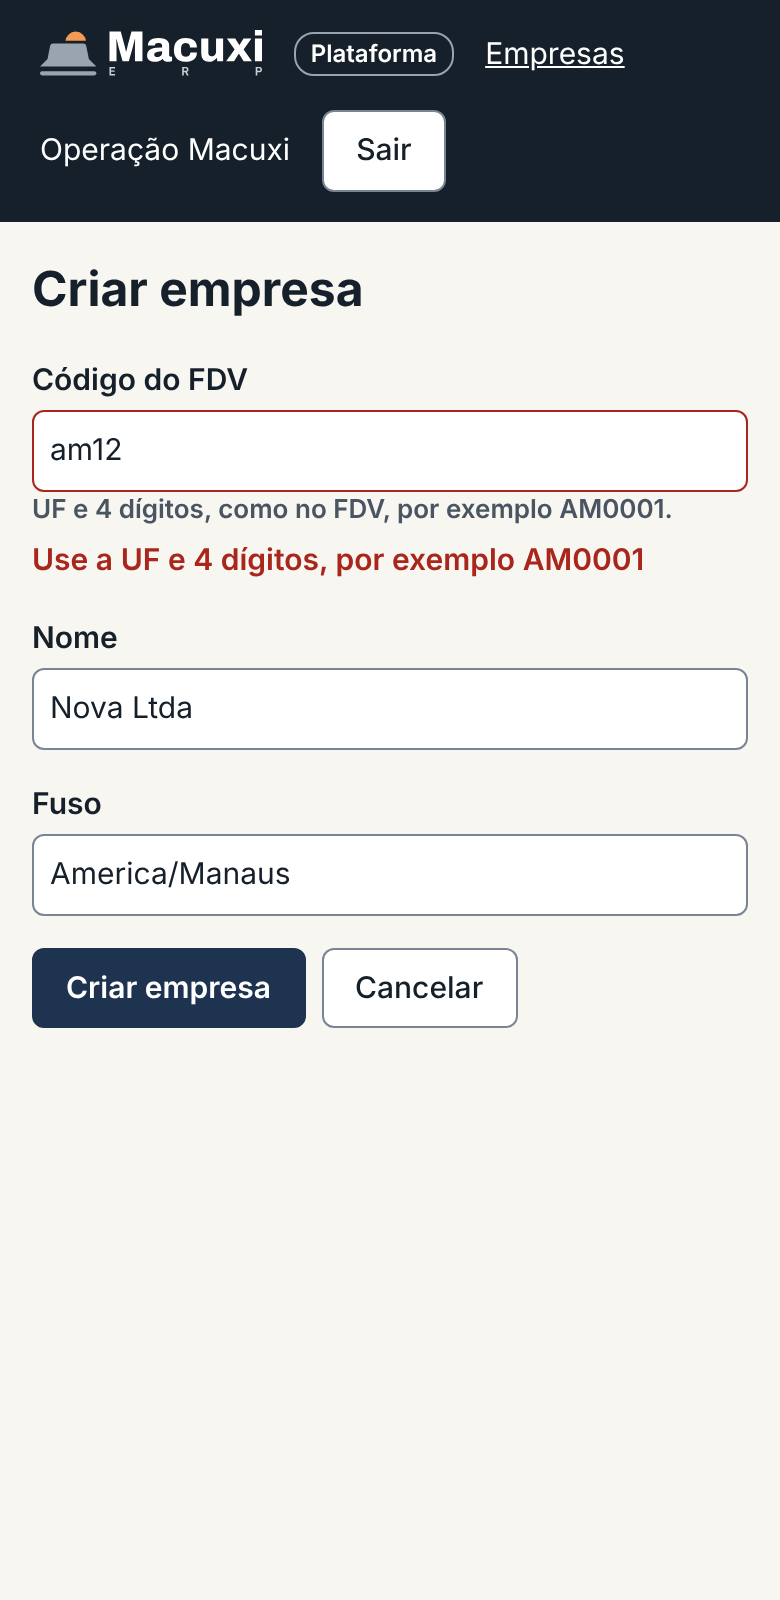 Macuxi
E R P
Plataforma
Empresas
Operação Macuxi
Sair
Criar empresa
Código do FDV
am12
UF e 4 dígitos, como no FDV, por exemplo AM0001.
Use a UF e 4 dígitos, por exemplo AM0001
Nome
Nova Ltda
Fuso
America/Manaus
Criar empresa
Cancelar